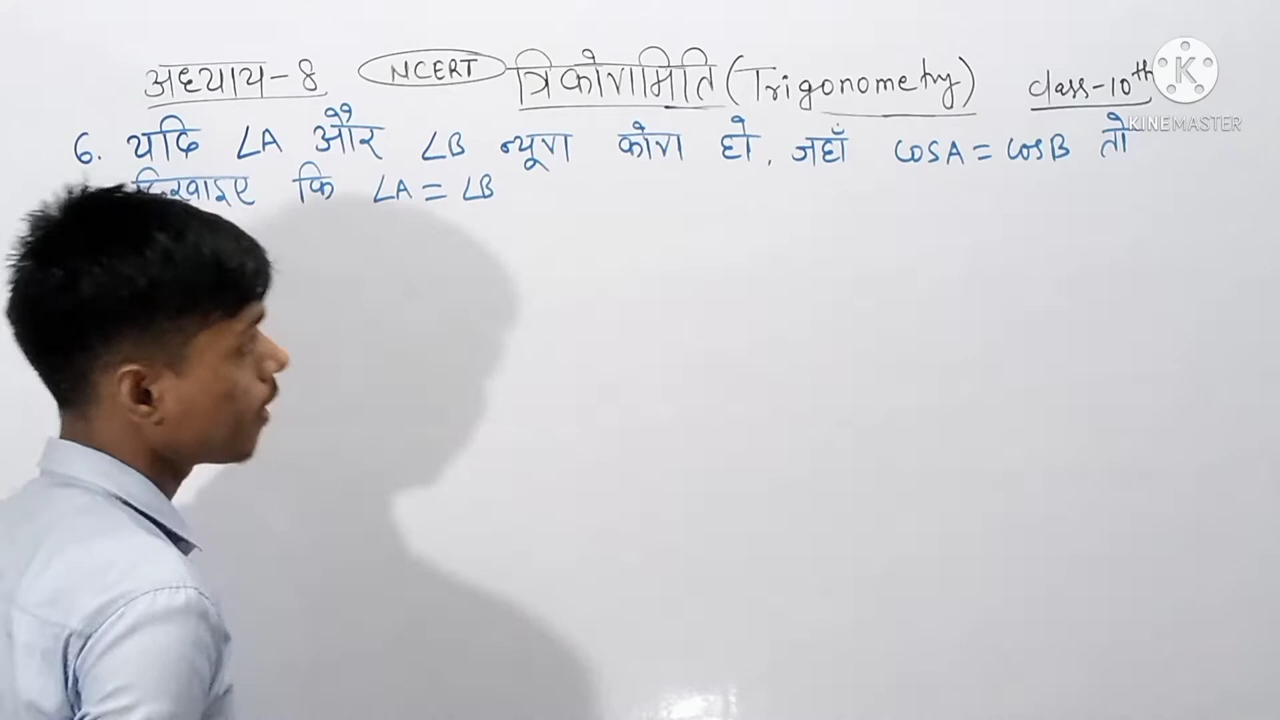 अध्याय-8 NCERT त्रिकोणमिति (Trigonometry) class-10th
KINEMASTER
6. यदि ∠A और ∠B न्यूण कोण हो, जहाँ cosA = cosB तो
दिखाइए कि ∠A = ∠B